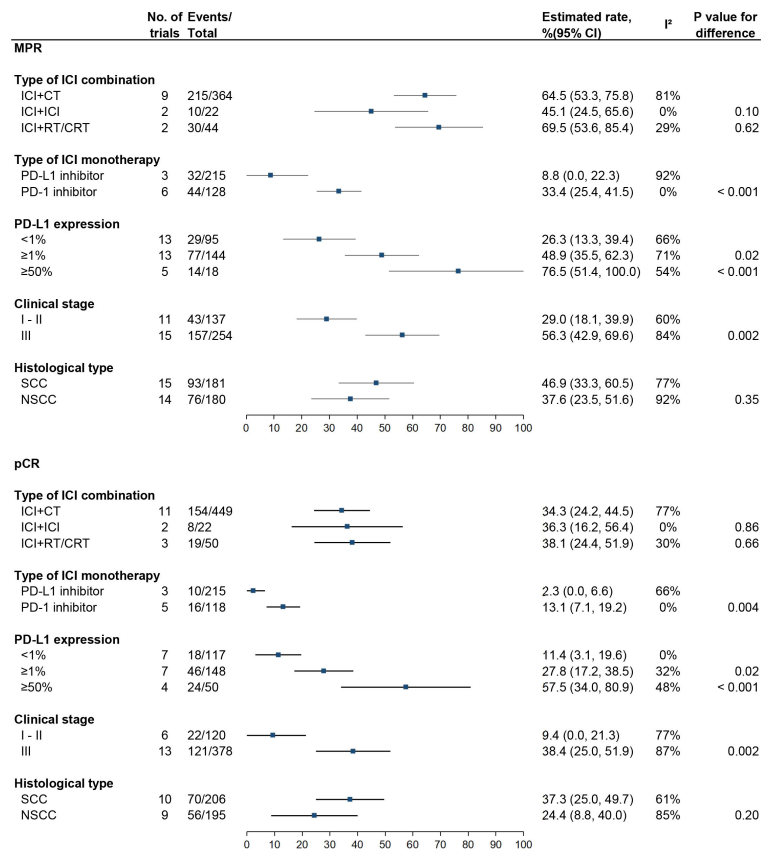 No. of Events/ Estimated rate, I² P value for
trials Total %(95% CI) difference
MPR
Type of ICI combination
ICI+CT 9 215/364 64.5 (53.3, 75.8) 81%
ICI+ICI 2 10/22 45.1 (24.5, 65.6) 0% 0.10
ICI+RT/CRT 2 30/44 69.5 (53.6, 85.4) 29% 0.62
Type of ICI monotherapy
PD-L1 inhibitor 3 32/215 8.8 (0.0, 22.3) 92%
PD-1 inhibitor 6 44/128 33.4 (25.4, 41.5) 0% < 0.001
PD-L1 expression
<1% 13 29/95 26.3 (13.3, 39.4) 66%
≥1% 13 77/144 48.9 (35.5, 62.3) 71% 0.02
≥50% 5 14/18 76.5 (51.4, 100.0) 54% < 0.001
Clinical stage
I - II 11 43/137 29.0 (18.1, 39.9) 60%
III 15 157/254 56.3 (42.9, 69.6) 84% 0.002
Histological type
SCC 15 93/181 46.9 (33.3, 60.5) 77%
NSCC 14 76/180 37.6 (23.5, 51.6) 92% 0.35
0 10 20 30 40 50 60 70 80 90 100
pCR
Type of ICI combination
ICI+CT 11 154/449 34.3 (24.2, 44.5) 77%
ICI+ICI 2 8/22 36.3 (16.2, 56.4) 0% 0.86
ICI+RT/CRT 3 19/50 38.1 (24.4, 51.9) 30% 0.66
Type of ICI monotherapy
PD-L1 inhibitor 3 10/215 2.3 (0.0, 6.6) 66%
PD-1 inhibitor 5 16/118 13.1 (7.1, 19.2) 0% 0.004
PD-L1 expression
<1% 7 18/117 11.4 (3.1, 19.6) 0%
≥1% 7 46/148 27.8 (17.2, 38.5) 32% 0.02
≥50% 4 24/50 57.5 (34.0, 80.9) 48% < 0.001
Clinical stage
I - II 6 22/120 9.4 (0.0, 21.3) 77%
III 13 121/378 38.4 (25.0, 51.9) 87% 0.002
Histological type
SCC 10 70/206 37.3 (25.0, 49.7) 61%
NSCC 9 56/195 24.4 (8.8, 40.0) 85% 0.20
0 10 20 30 40 50 60 70 80 90 100